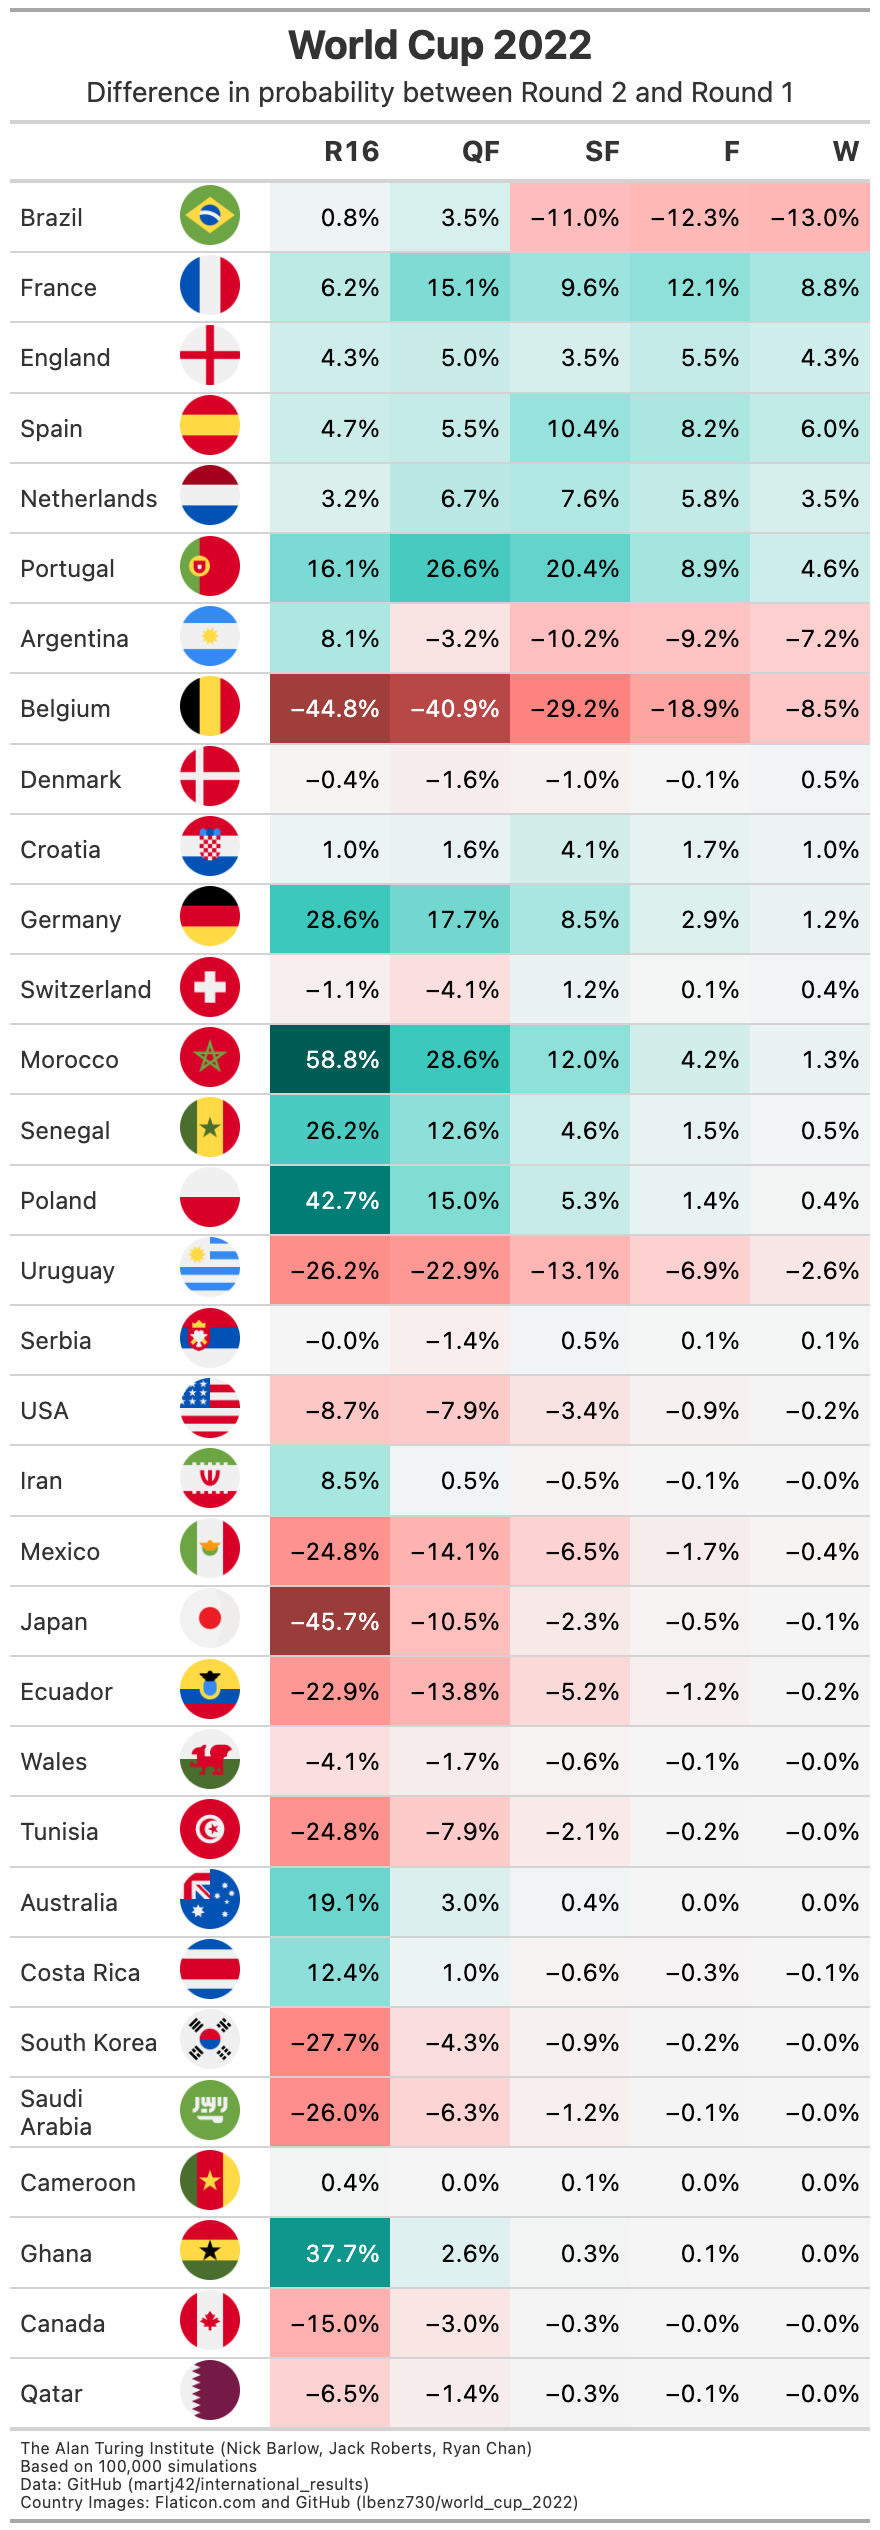 World Cup 2022
Difference in probability between Round 2 and Round 1
R16 QF SF F W
Brazil 0.8% 3.5% −11.0% −12.3% −13.0%
France 6.2% 15.1% 9.6% 12.1% 8.8%
England 4.3% 5.0% 3.5% 5.5% 4.3%
Spain 4.7% 5.5% 10.4% 8.2% 6.0%
Netherlands 3.2% 6.7% 7.6% 5.8% 3.5%
Portugal 16.1% 26.6% 20.4% 8.9% 4.6%
Argentina 8.1% −3.2% −10.2% −9.2% −7.2%
Belgium −44.8% −40.9% −29.2% −18.9% −8.5%
Denmark −0.4% −1.6% −1.0% −0.1% 0.5%
Croatia 1.0% 1.6% 4.1% 1.7% 1.0%
Germany 28.6% 17.7% 8.5% 2.9% 1.2%
Switzerland −1.1% −4.1% 1.2% 0.1% 0.4%
Morocco 58.8% 28.6% 12.0% 4.2% 1.3%
Senegal 26.2% 12.6% 4.6% 1.5% 0.5%
Poland 42.7% 15.0% 5.3% 1.4% 0.4%
Uruguay −26.2% −22.9% −13.1% −6.9% −2.6%
Serbia −0.0% −1.4% 0.5% 0.1% 0.1%
USA −8.7% −7.9% −3.4% −0.9% −0.2%
Iran 8.5% 0.5% −0.5% −0.1% −0.0%
Mexico −24.8% −14.1% −6.5% −1.7% −0.4%
Japan −45.7% −10.5% −2.3% −0.5% −0.1%
Ecuador −22.9% −13.8% −5.2% −1.2% −0.2%
Wales −4.1% −1.7% −0.6% −0.1% −0.0%
Tunisia −24.8% −7.9% −2.1% −0.2% −0.0%
Australia 19.1% 3.0% 0.4% 0.0% 0.0%
Costa Rica 12.4% 1.0% −0.6% −0.3% −0.1%
South Korea −27.7% −4.3% −0.9% −0.2% −0.0%
Saudi
Arabia −26.0% −6.3% −1.2% −0.1% −0.0%
Cameroon 0.4% 0.0% 0.1% 0.0% 0.0%
Ghana 37.7% 2.6% 0.3% 0.1% 0.0%
Canada −15.0% −3.0% −0.3% −0.0% −0.0%
Qatar −6.5% −1.4% −0.3% −0.1% −0.0%
The Alan Turing Institute (Nick Barlow, Jack Roberts, Ryan Chan)
Based on 100,000 simulations
Data: GitHub (martj42/international_results)
Country Images: Flaticon.com and GitHub (lbenz730/world_cup_2022)